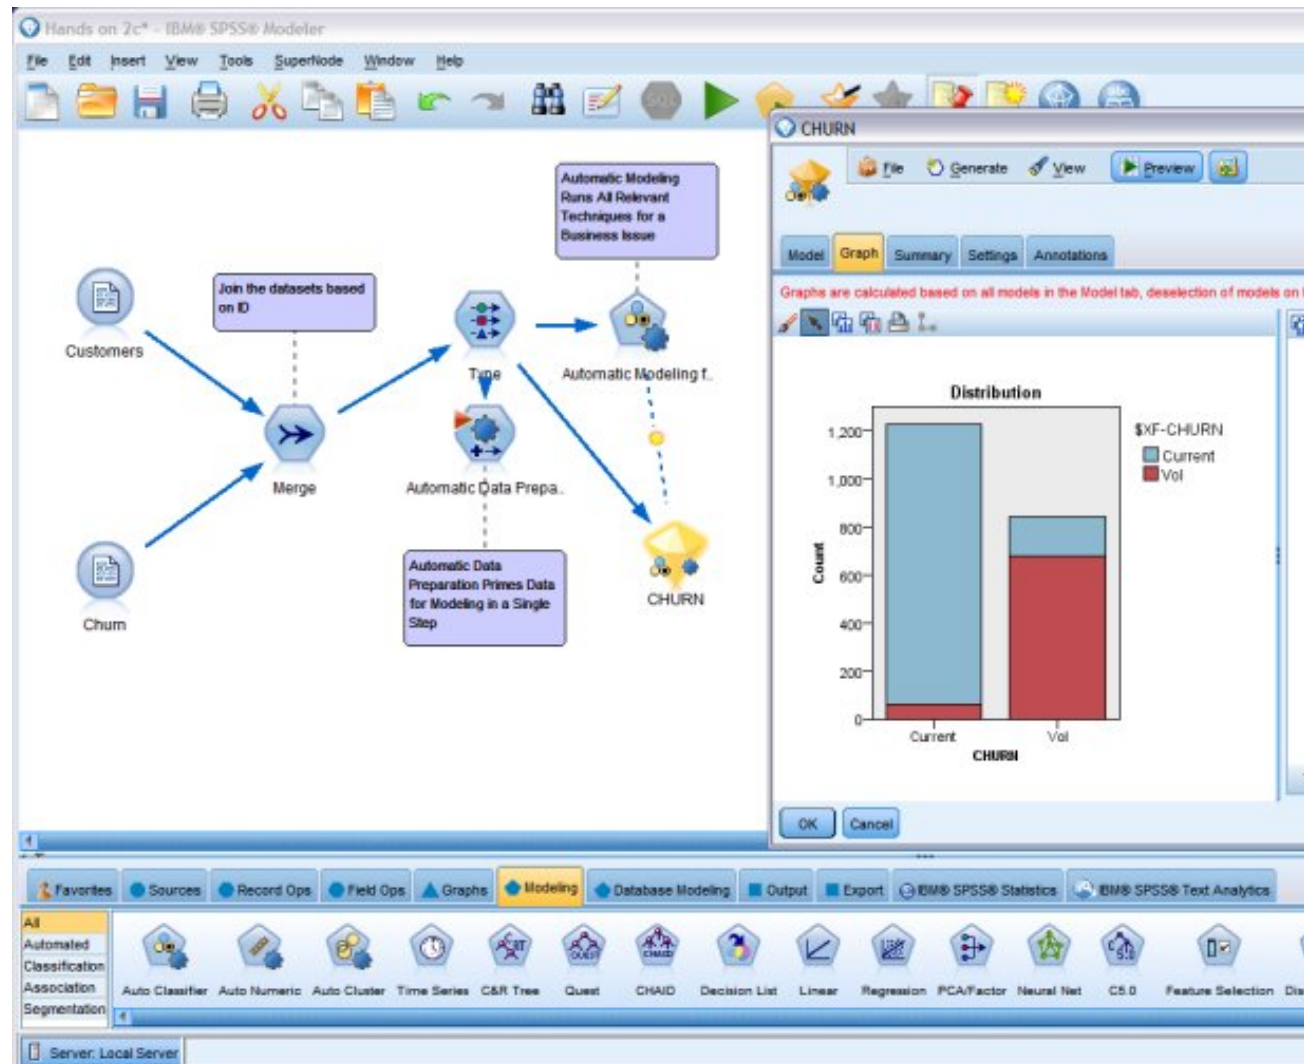 Hands on 2c* - IBM® SPSS® Modeler
File Edit Insert View Tools SuperNode Window Help
SQL
CHURN
File Generate View Preview
Model Graph Summary Settings Annotations
Graphs are calculated based on all models in the Model tab, deselection of models on
Automatic Modeling
Runs All Relevant
Techniques for a
Business Issue
Join the datasets based
on ID
Customers
Type
Automatic Modeling f..
Merge
Automatic Data Prepa..
Churn
CHURN
Automatic Data
Preparation Primes Data
for Modeling in a Single
Step
Distribution
1,200
1,000
800
600
400
200
0
Count
Current Vol
CHURN
$XF-CHURN
Current
Vol
OK Cancel
Favorites Sources Record Ops Field Ops Graphs Modeling Database Modeling Output Export IBM® SPSS® Statistics IBM® SPSS® Text Analytics
All
Automated
Classification
Association
Segmentation
C&RT QUEST CHAID C5.0
Auto Classifier Auto Numeric Auto Cluster Time Series C&R Tree Quest CHAID Decision List Linear Regression PCA/Factor Neural Net C5.0 Feature Selection
Server: Local Server